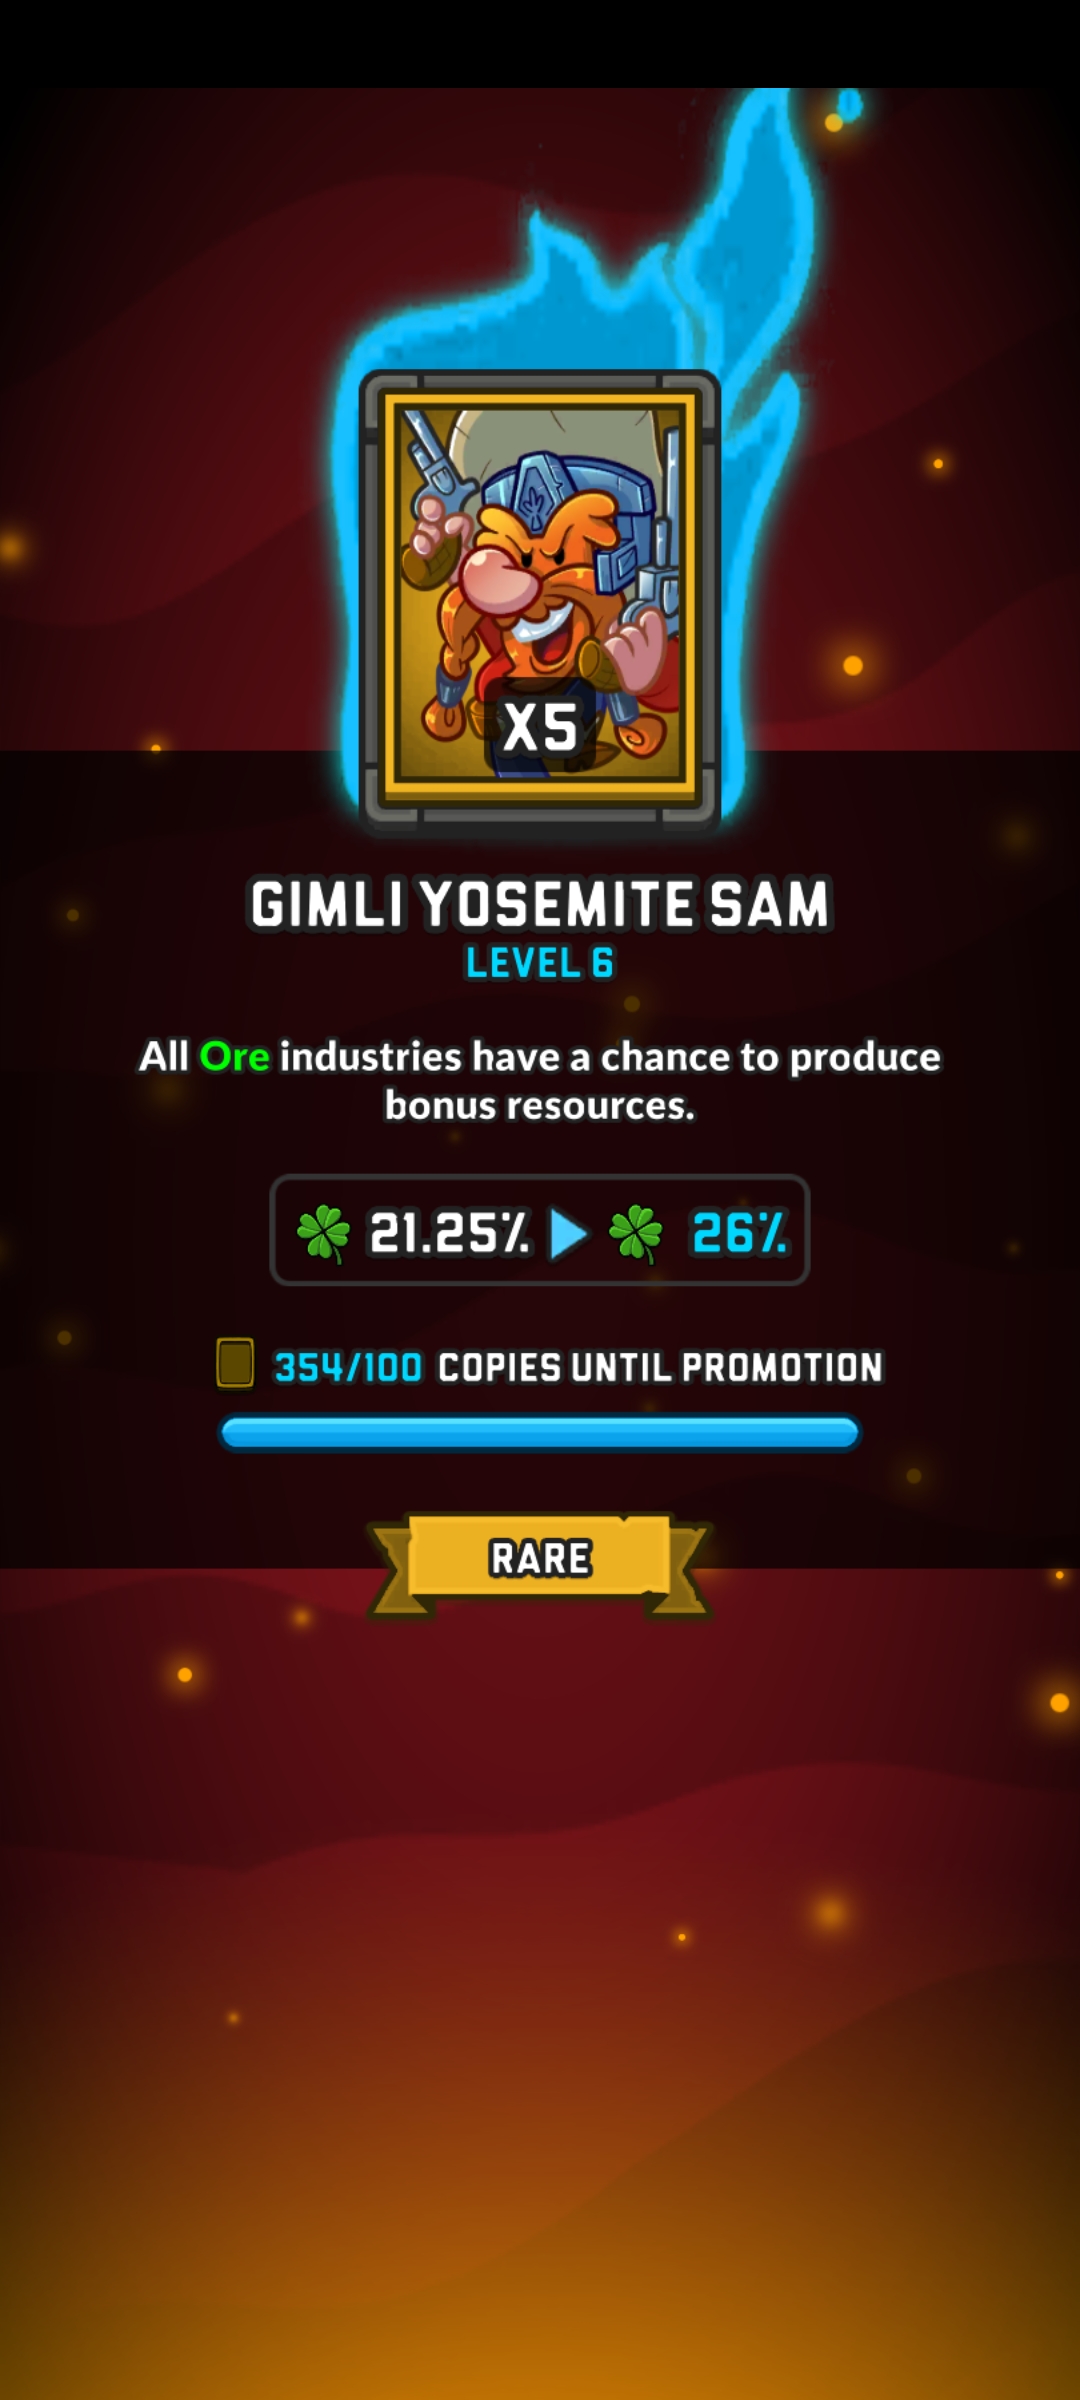 X5
GIMLI YOSEMITE SAM
LEVEL 6
All Ore industries have a chance to produce
bonus resources.
21.25% 26%
354/100 COPIES UNTIL PROMOTION
RARE